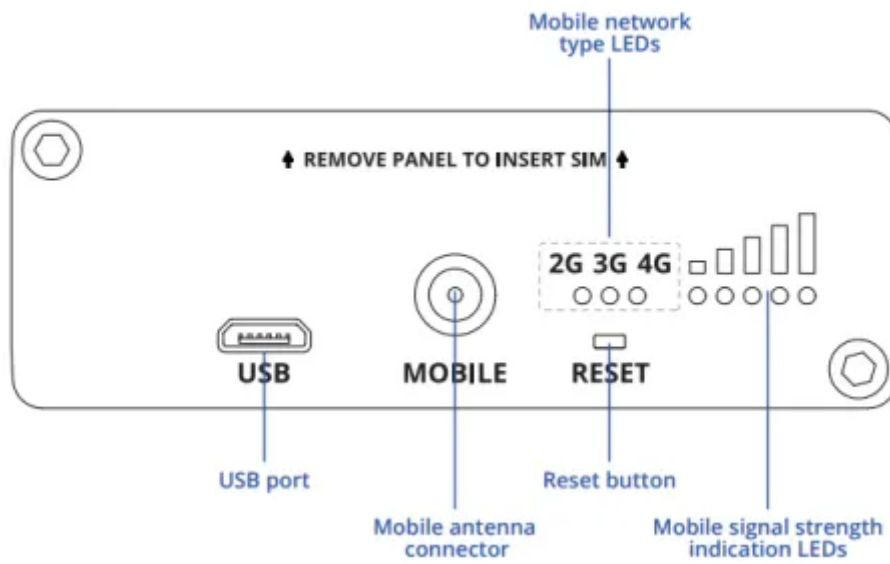 Mobile network
type LEDs
REMOVE PANEL TO INSERT SIM
2G 3G 4G
USB
MOBILE
RESET
USB port
Reset button
Mobile antenna
connector
Mobile signal strength
indication LEDs